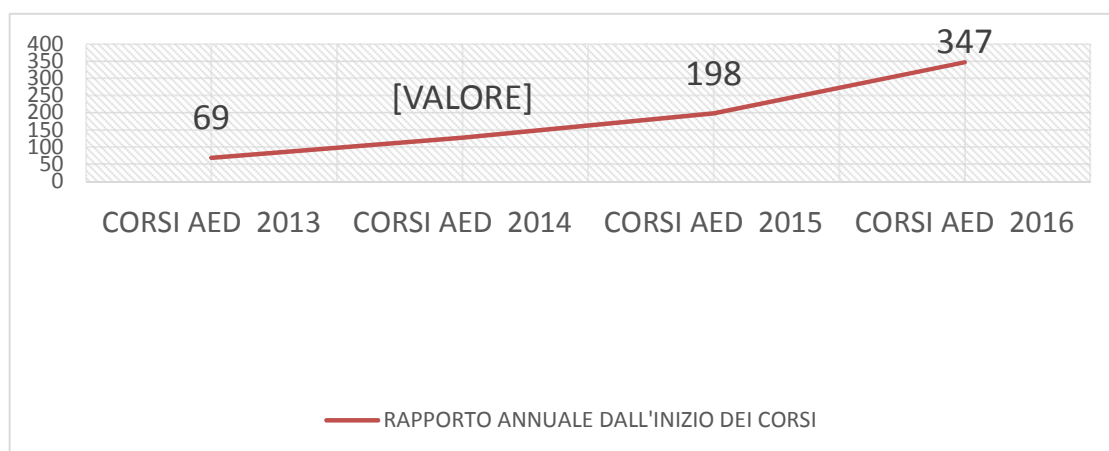 400
350
300
250
200
150
100
50
0
69
[VALORE]
198
347
CORSI AED 2013
CORSI AED 2014
CORSI AED 2015
CORSI AED 2016
RAPPORTO ANNUALE DALL'INIZIO DEI CORSI